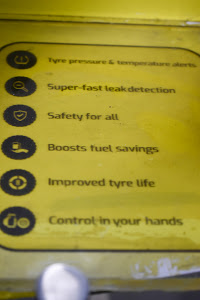 Tyre pressure & temperature alerts
Super-fast leak detection
Safety for all
Boosts fuel savings
Improved tyre life
Control in your hands